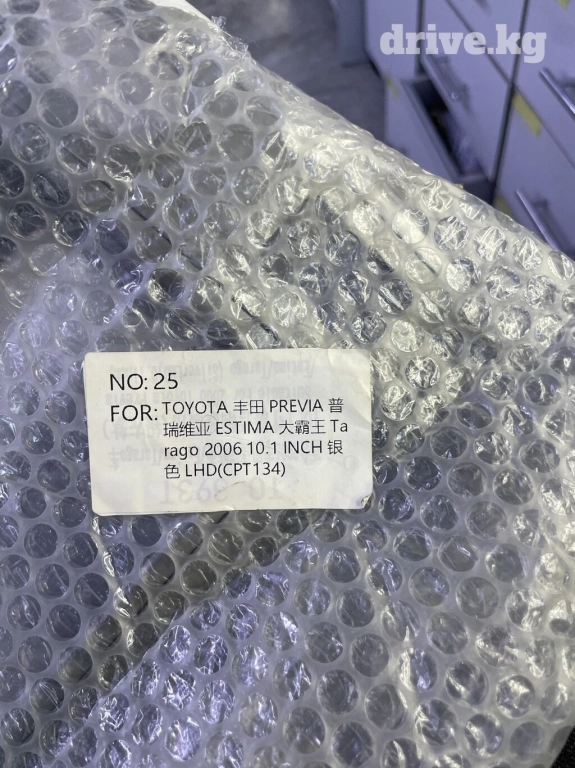 drive.kg
NO: 25
FOR: TOYOTA 丰田 PREVIA 普
瑞维亚 ESTIMA 大霸王 Ta
rago 2006 10.1 INCH 银
色 LHD(CPT134)